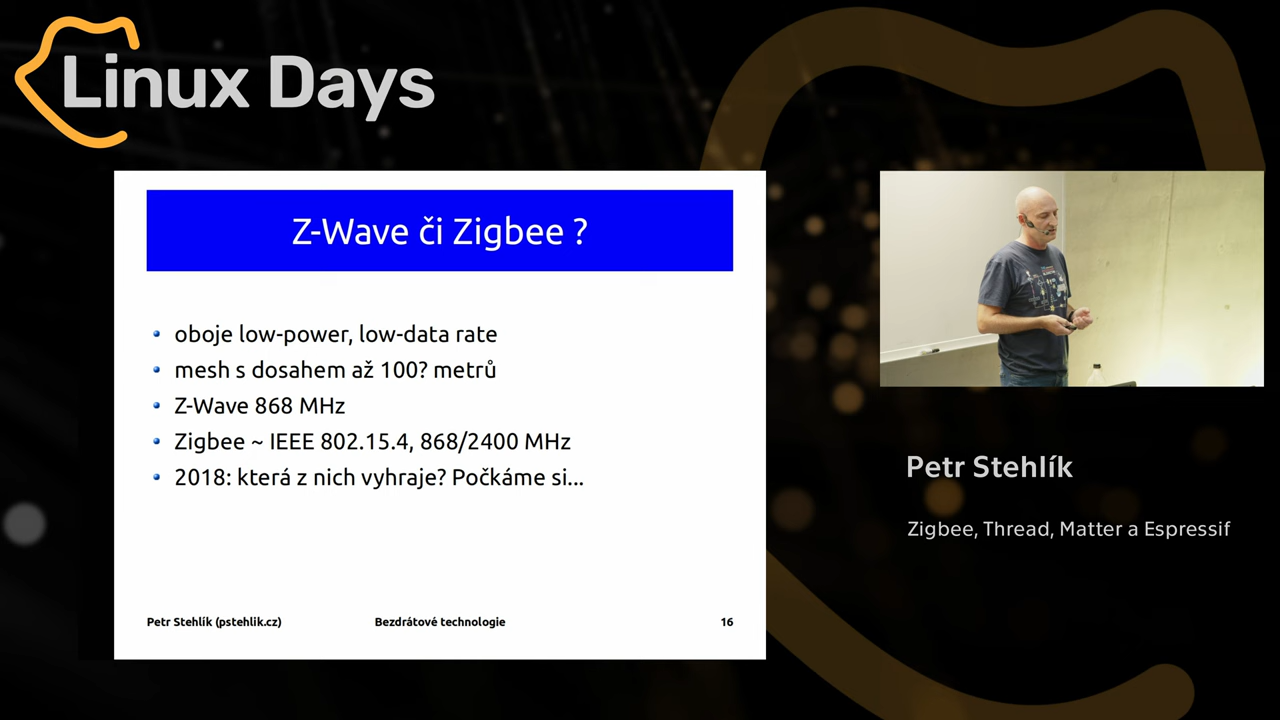 Linux Days
Z-Wave či Zigbee ?
oboje low-power, low-data rate
mesh s dosahem až 100? metrů
Z-Wave 868 MHz
Zigbee ~ IEEE 802.15.4, 868/2400 MHz
2018: která z nich vyhraje? Počkáme si...
Petr Stehlík (pstehlik.cz)
Bezdrátové technologie
16
Petr Stehlík
Zigbee, Thread, Matter a Espressif